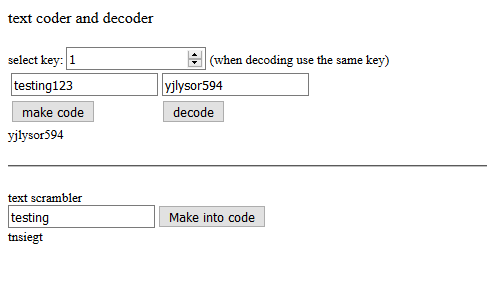 text coder and decoder
select key: 1 (when decoding use the same key)
testing123 yjlysor594
make code decode
yjlysor594
text scrambler
testing Make into code
tnsiegt